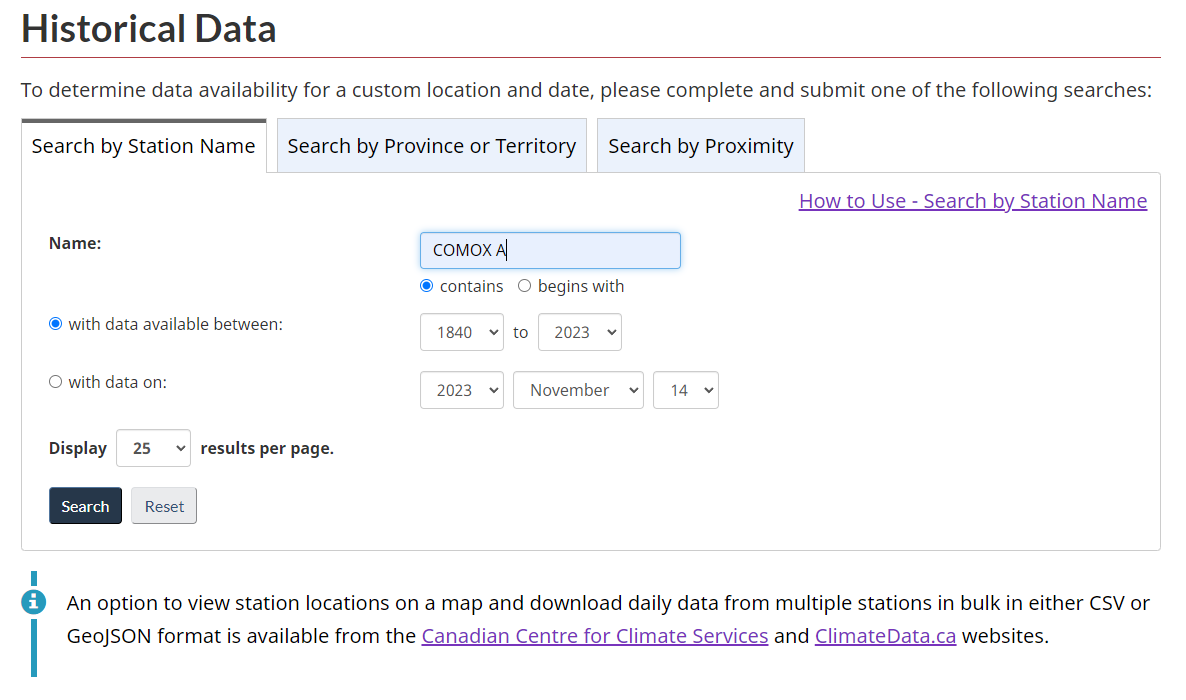 Historical Data
To determine data availability for a custom location and date, please complete and submit one of the following searches:
Search by Station Name Search by Province or Territory Search by Proximity
How to Use - Search by Station Name
Name: COMOX A
contains begins with
with data available between: 1840 to 2023
with data on: 2023 November 14
Display 25 results per page.
Search Reset
An option to view station locations on a map and download daily data from multiple stations in bulk in either CSV or
GeoJSON format is available from the Canadian Centre for Climate Services and ClimateData.ca websites.